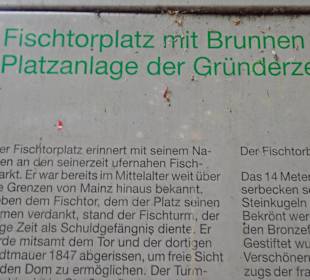 Fischtorplatz mit Brunnen
Platzanlage der Gründerze
er Fischtorplatz erinnert mit seinem Na-
en an den seinerzeit ufernahen Fisch-
arkt. Er war bereits im Mittelalter weit über
e Grenzen von Mainz hinaus bekannt.
eben dem Fischtor, dem der Platz seinen
amen verdankt, stand der Fischturm, der
nge Zeit als Schuldgefängnis diente. Er
urde mitsamt dem Tor und der dortigen
adtmauer 1847 abgerissen, um freie Sicht
f den Dom zu ermöglichen. Der Turm-
Der Fischtorb
Das 14 Meter
serbecken se
Steinkugeln
Bekrönt werd
den Bronzef
Gestiftet wu
Verschönen
zugs der fra